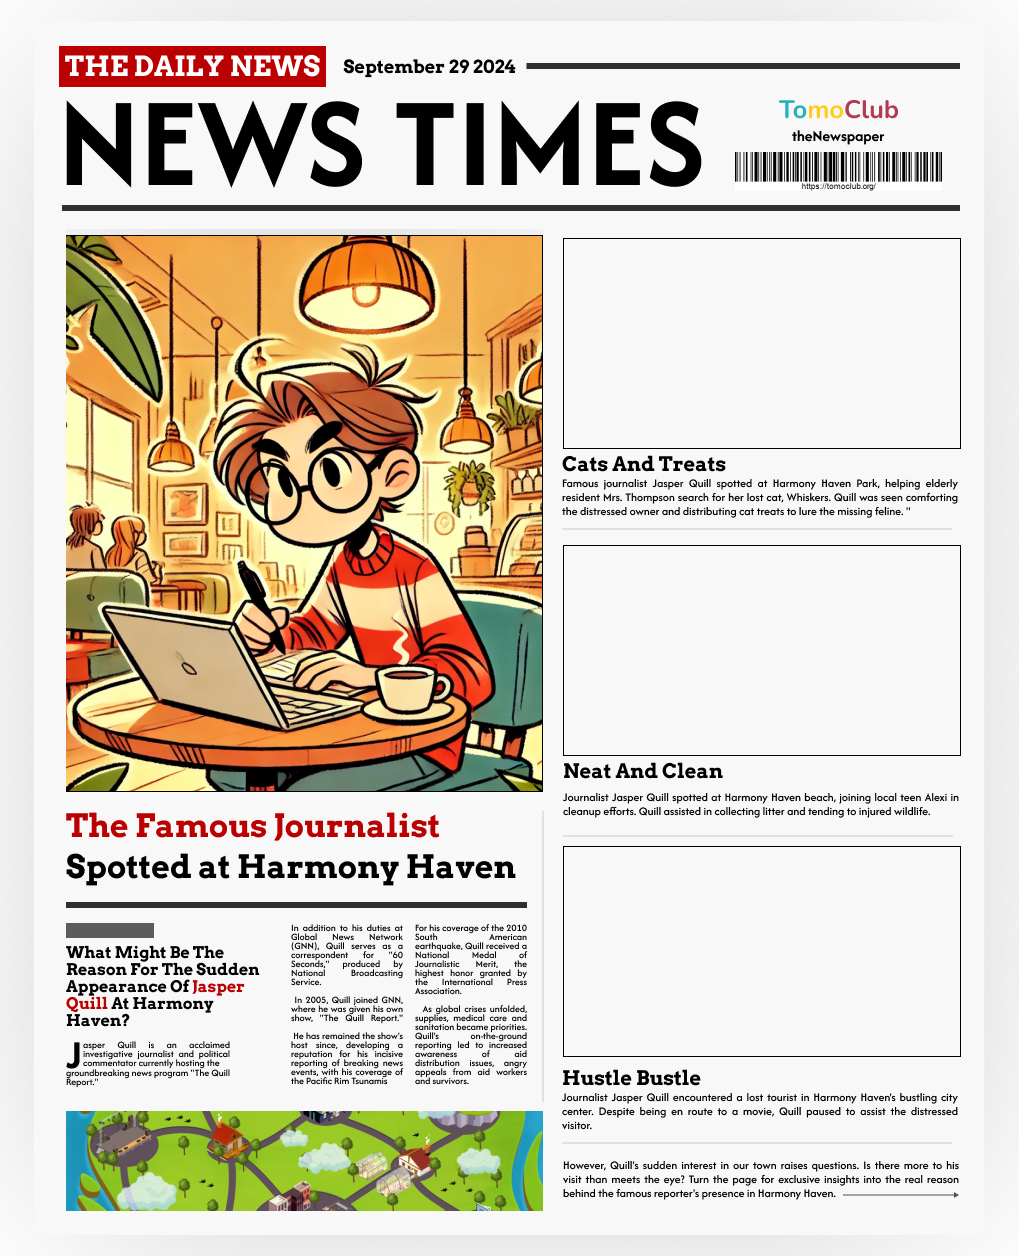 THE DAILY NEWS
September 29 2024
NEWS TIMES
TomoClub
theNewspaper
https://tomoclub.org/
The Famous Journalist
Spotted at Harmony Haven
What Might Be The
Reason For The Sudden
Appearance Of Jasper
Quill At Harmony
Haven?
Jasper Quill is an acclaimed
investigative journalist and political
commentator currently hosting the
groundbreaking news program "The Quill
Report."
In addition to his duties at
Global News Network
(GNN), Quill serves as a
correspondent for "60
Seconds," produced by
National Broadcasting
Service.
In 2005, Quill joined GNN,
where he was given his own
show, "The Quill Report."
He has remained the show's
host since, developing a
reputation for his incisive
reporting of breaking news
events, with his coverage of
the Pacific Rim Tsunamis
For his coverage of the 2010
South American
earthquake, Quill received a
National Medal of
Journalistic Merit, the
highest honor granted by
the International Press
Association.
As global crises unfolded,
supplies, medical care and
sanitation became priorities.
Quill's on-the-ground
reporting led to increased
awareness of aid
distribution issues, angry
appeals from aid workers
and survivors.
Cats And Treats
Famous journalist Jasper Quill spotted at Harmony Haven Park, helping elderly
resident Mrs. Thompson search for her lost cat, Whiskers. Quill was seen comforting
the distressed owner and distributing cat treats to lure the missing feline. "
Neat And Clean
Journalist Jasper Quill spotted at Harmony Haven beach, joining local teen Alexi in
cleanup efforts. Quill assisted in collecting litter and tending to injured wildlife.
Hustle Bustle
Journalist Jasper Quill encountered a lost tourist in Harmony Haven's bustling city
center. Despite being en route to a movie, Quill paused to assist the distressed
visitor.
However, Quill's sudden interest in our town raises questions. Is there more to his
visit than meets the eye? Turn the page for exclusive insights into the real reason
behind the famous reporter's presence in Harmony Haven.